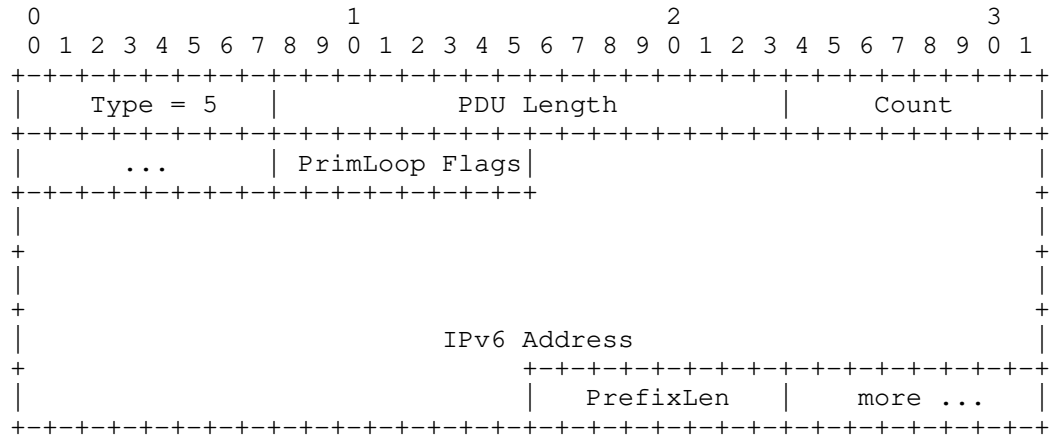 0                   1                   2                   3
0 1 2 3 4 5 6 7 8 9 0 1 2 3 4 5 6 7 8 9 0 1 2 3 4 5 6 7 8 9 0 1
+-+-+-+-+-+-+-+-+-+-+-+-+-+-+-+-+-+-+-+-+-+-+-+-+-+-+-+-+-+-+-+-+
|    Type = 5   |           PDU Length          |     Count     |
+-+-+-+-+-+-+-+-+-+-+-+-+-+-+-+-+-+-+-+-+-+-+-+-+-+-+-+-+-+-+-+-+
|      ...      | PrimLoop Flags|                               |
+-+-+-+-+-+-+-+-+-+-+-+-+-+-+-+-+                               +
|                                                               |
+                                                               +
|                                                               |
+                                                               +
|                          IPv6 Address                         |
+                               +-+-+-+-+-+-+-+-+-+-+-+-+-+-+-+-+
|                               |   PrefixLen   |    more ...   |
+-+-+-+-+-+-+-+-+-+-+-+-+-+-+-+-+-+-+-+-+-+-+-+-+-+-+-+-+-+-+-+-+